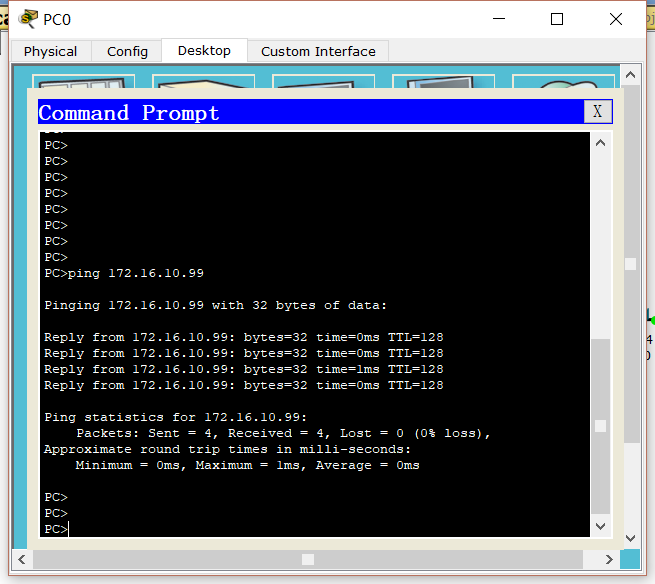 PC0
Physical Config Desktop Custom Interface
Command Prompt X
PC>
PC>
PC>
PC>
PC>
PC>
PC>
PC>
PC>ping 172.16.10.99
Pinging 172.16.10.99 with 32 bytes of data:
Reply from 172.16.10.99: bytes=32 time=0ms TTL=128
Reply from 172.16.10.99: bytes=32 time=0ms TTL=128
Reply from 172.16.10.99: bytes=32 time=1ms TTL=128
Reply from 172.16.10.99: bytes=32 time=0ms TTL=128
Ping statistics for 172.16.10.99:
Packets: Sent = 4, Received = 4, Lost = 0 (0% loss),
Approximate round trip times in milli-seconds:
Minimum = 0ms, Maximum = 1ms, Average = 0ms
PC>
PC>
PC>